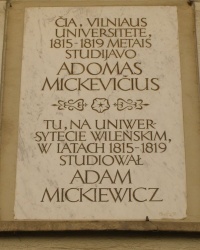 ČIA, VILNIAUS
UNIVERSITETE,
1815-1819 METAIS
STUDIJAVO
ADOMAS
MICKEVIČIUS
TU, NA UNIWER-
SYTECIE WILEŃSKIM,
W LATACH 1815-1819
STUDIOWAŁ
ADAM
MICKIEWICZ